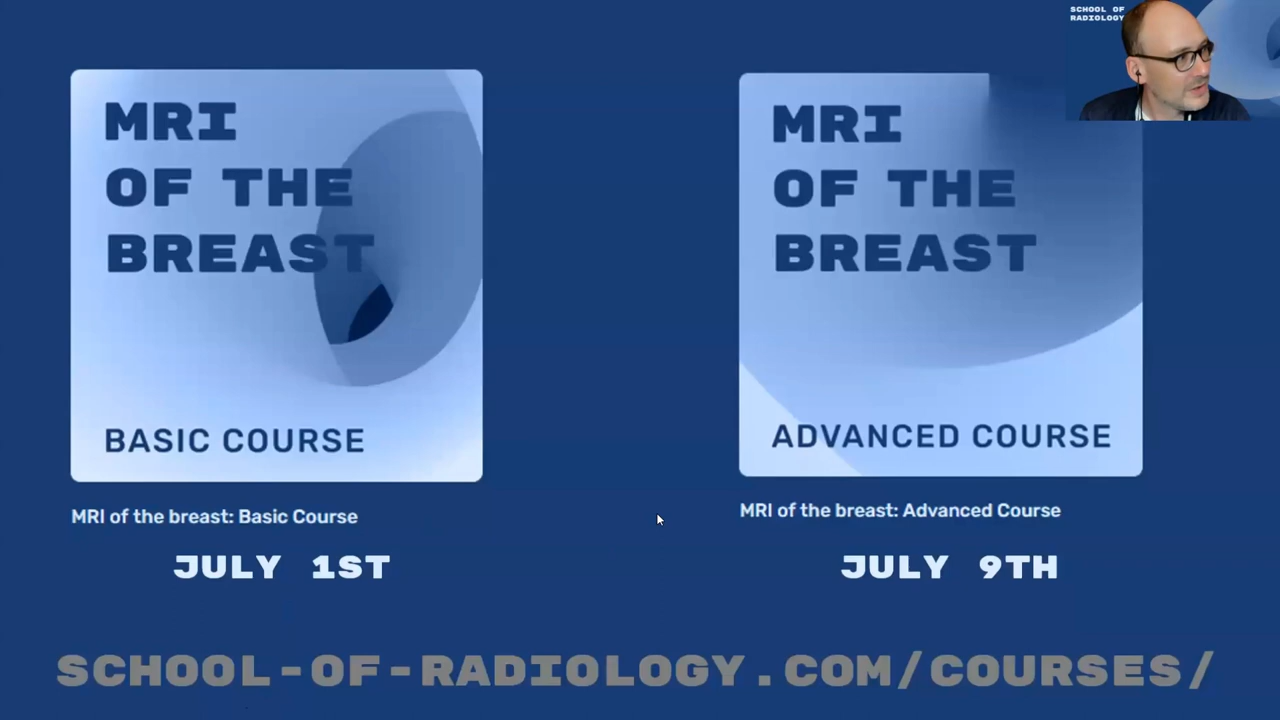 SCHOOL OF
RADIOLOGY
MRI
OF THE
BREAST
BASIC COURSE
MRI of the breast: Basic Course
JULY 1ST
MRI
OF THE
BREAST
ADVANCED COURSE
MRI of the breast: Advanced Course
JULY 9TH
SCHOOL-OF-RADIOLOGY.COM/COURSES/